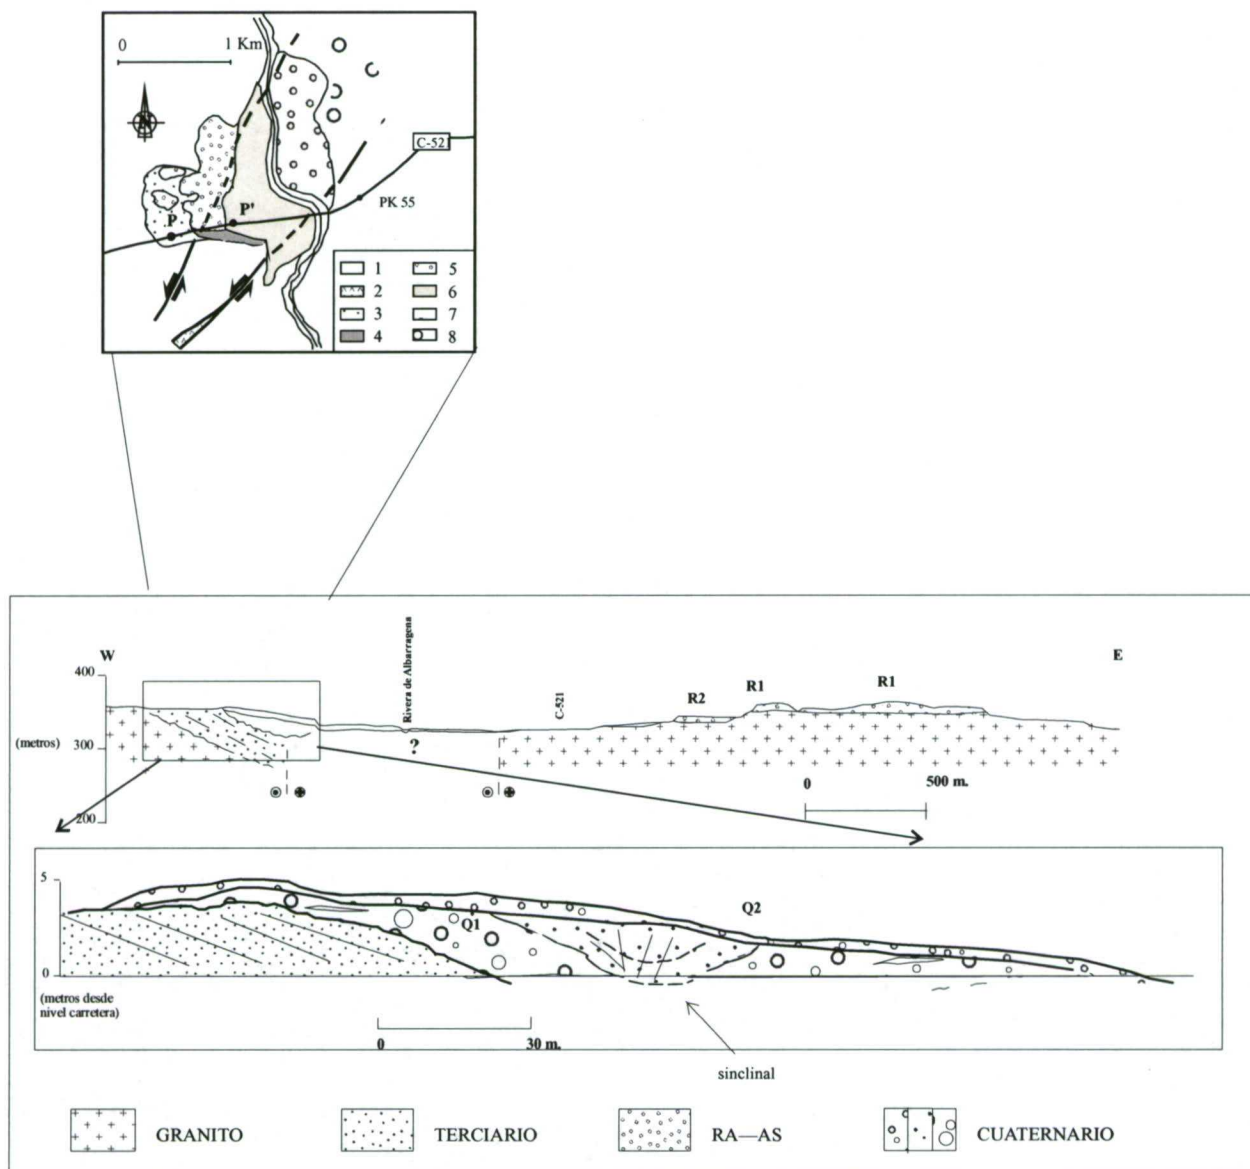 0 1 Km
N
C-521
PK 55
P P'
1 5
2 6
3 7
4 8
W E
400
300
200
(metros)
Rivera de Albarragena
C-521
R2 R1 R1
?
0 500 m.
5
0
(metros desde
nivel carretera)
Q1
Q2
0 30 m.
sinclinal
GRANITO TERCIARIO RA—AS CUATERNARIO